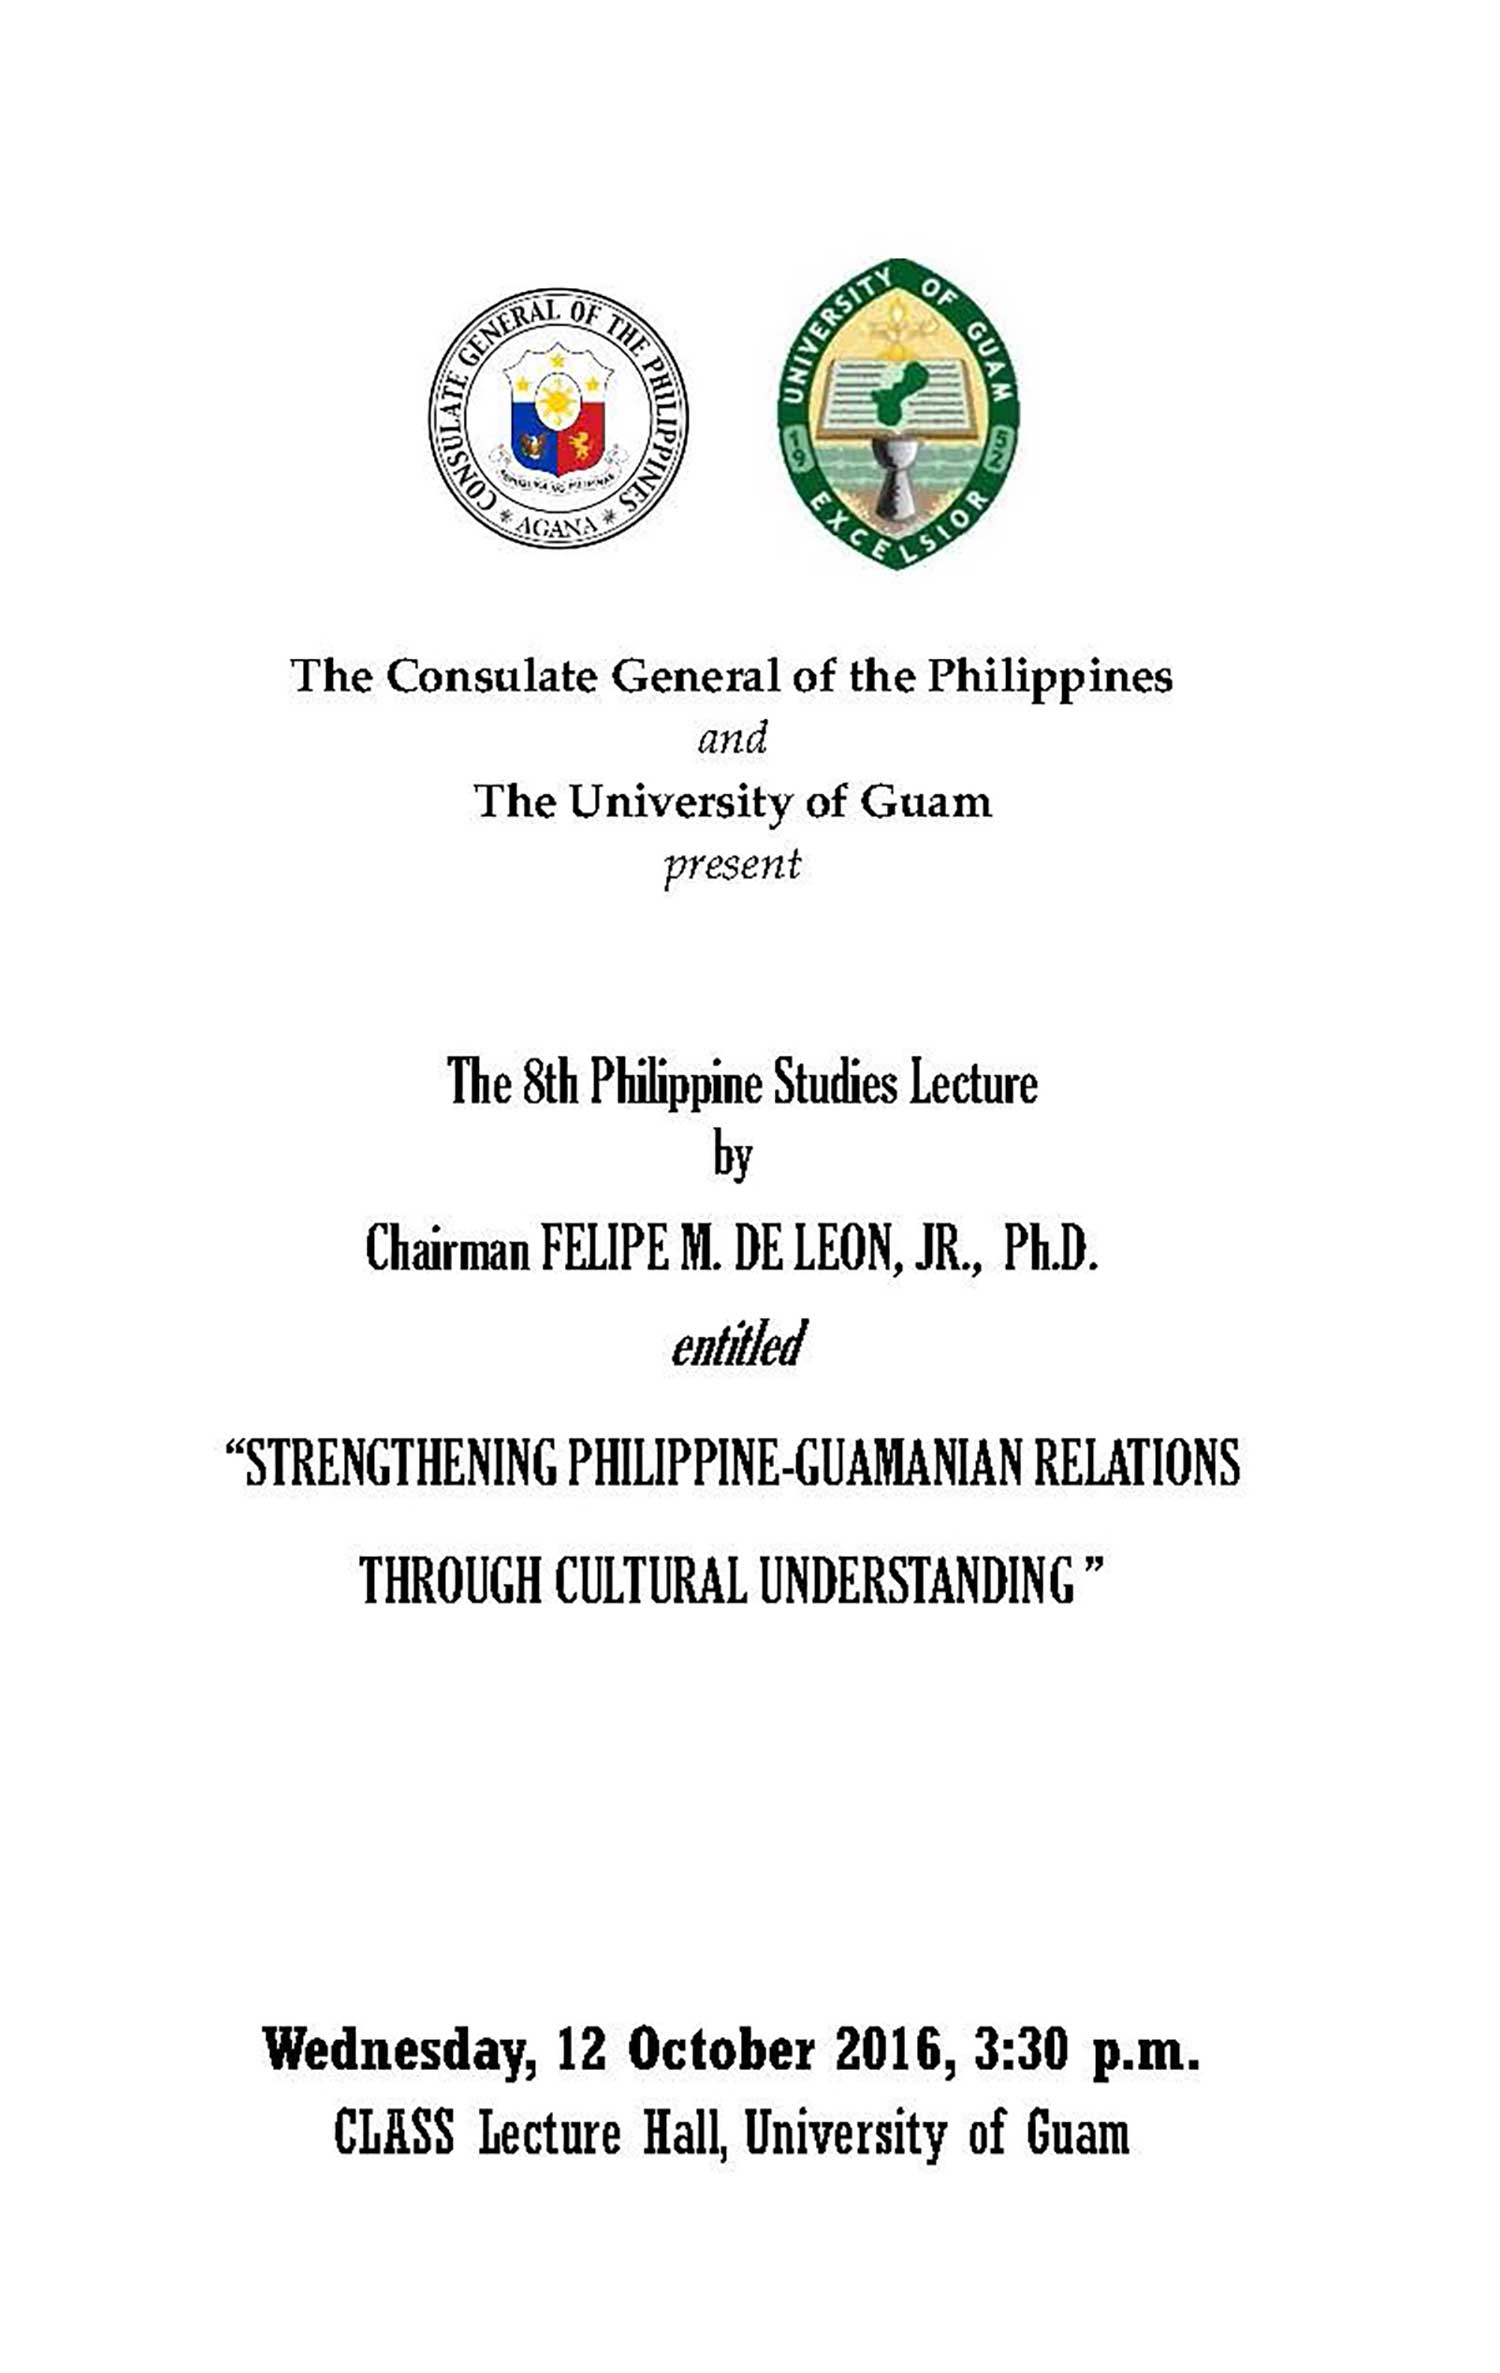 CONSULATE GENERAL OF THE PHILIPPINES
* AGANA *
UNIVERSITY OF GUAM
19 52
EXCELSIOR
The Consulate General of the Philippines
and
The University of Guam
present
The 8th Philippine Studies Lecture
by
Chairman FELIPE M. DE LEON, JR., Ph.D.
entitled
“STRENGTHENING PHILIPPINE-GUAMANIAN RELATIONS
THROUGH CULTURAL UNDERSTANDING ”
Wednesday, 12 October 2016, 3:30 p.m.
CLASS Lecture Hall, University of Guam